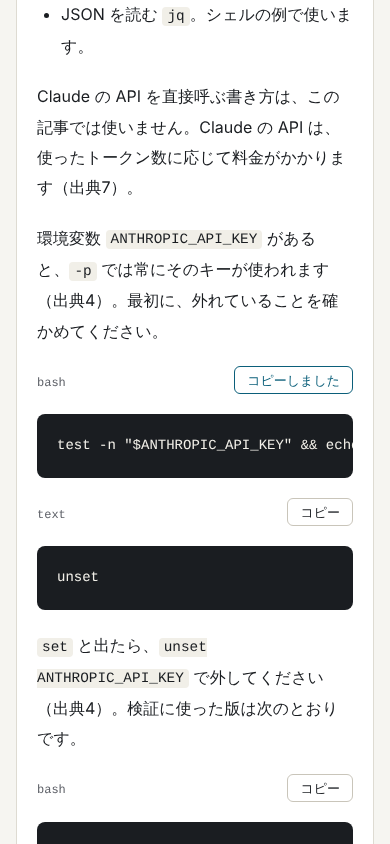 JSON を読む jq。シェルの例で使いま
す。
Claude の API を直接呼ぶ書き方は、この
記事では使いません。Claude の API は、
使ったトークン数に応じて料金がかかりま
す（出典7）。
環境変数 ANTHROPIC_API_KEY がある
と、-p では常にそのキーが使われます
（出典4）。最初に、外れていることを確
かめてください。
bash
コピーしました
test -n "$ANTHROPIC_API_KEY" && ech
text
コピー
unset
set と出たら、unset
ANTHROPIC_API_KEY で外してください
（出典4）。検証に使った版は次のとおり
です。
bash
コピー